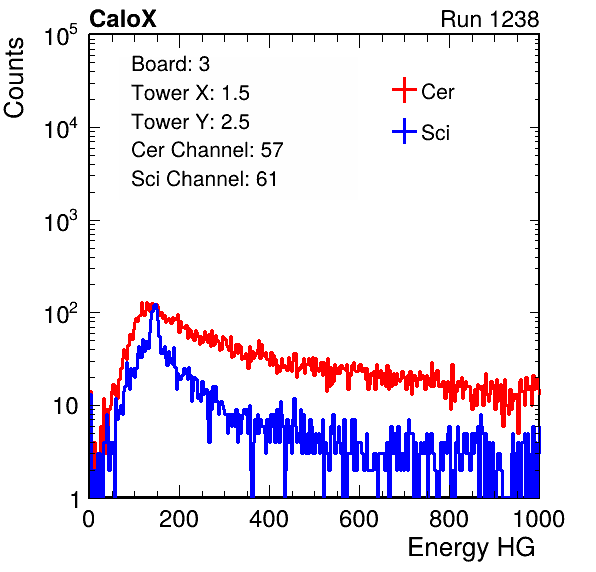 CaloX Run 1238
Counts
10^5
10^4
10^3
10^2
10
1
Board: 3
Tower X: 1.5
Tower Y: 2.5
Cer Channel: 57
Sci Channel: 61
Cer
Sci
0 200 400 600 800 1000
Energy HG